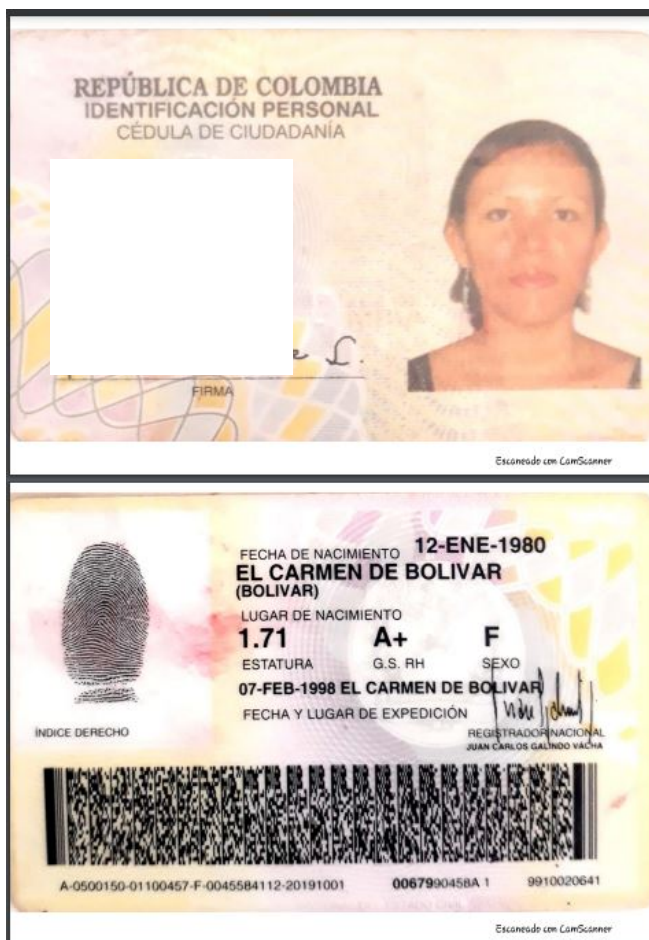 REPÚBLICA DE COLOMBIA
IDENTIFICACIÓN PERSONAL
CÉDULA DE CIUDADANÍA
FIRMA
Escaneado con CamScanner
FECHA DE NACIMIENTO 12-ENE-1980
EL CARMEN DE BOLIVAR
(BOLIVAR)
LUGAR DE NACIMIENTO
1.71 A+ F
ESTATURA G.S. RH SEXO
07-FEB-1998 EL CARMEN DE BOLIVAR
FECHA Y LUGAR DE EXPEDICIÓN
ÍNDICE DERECHO
REGISTRADOR NACIONAL
JUAN CARLOS GALINDO VACHA
A-0500150-01100457-F-0045584112-20191001 0067990458A 1 9910020641
Escaneado con CamScanner